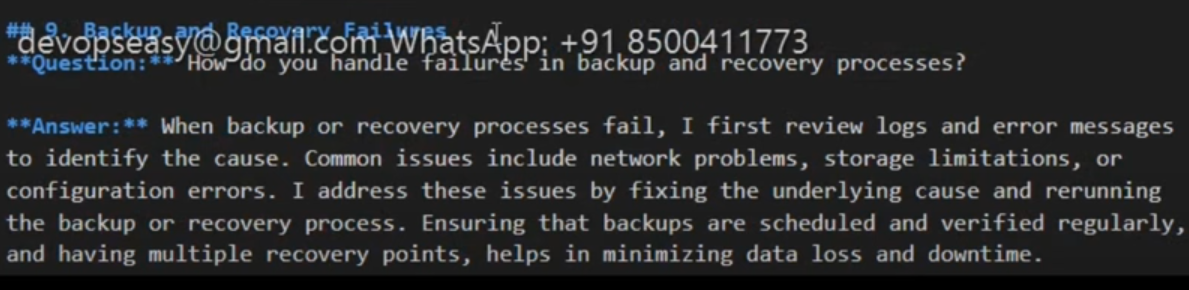 ## 9. Backup and Recovery Failures
devopseasy@gmail.com WhatsApp: +91 8500411773
**Question:** How do you handle failures in backup and recovery processes?
**Answer:** When backup or recovery processes fail, I first review logs and error messages
to identify the cause. Common issues include network problems, storage limitations, or
configuration errors. I address these issues by fixing the underlying cause and rerunning
the backup or recovery process. Ensuring that backups are scheduled and verified regularly,
and having multiple recovery points, helps in minimizing data loss and downtime.